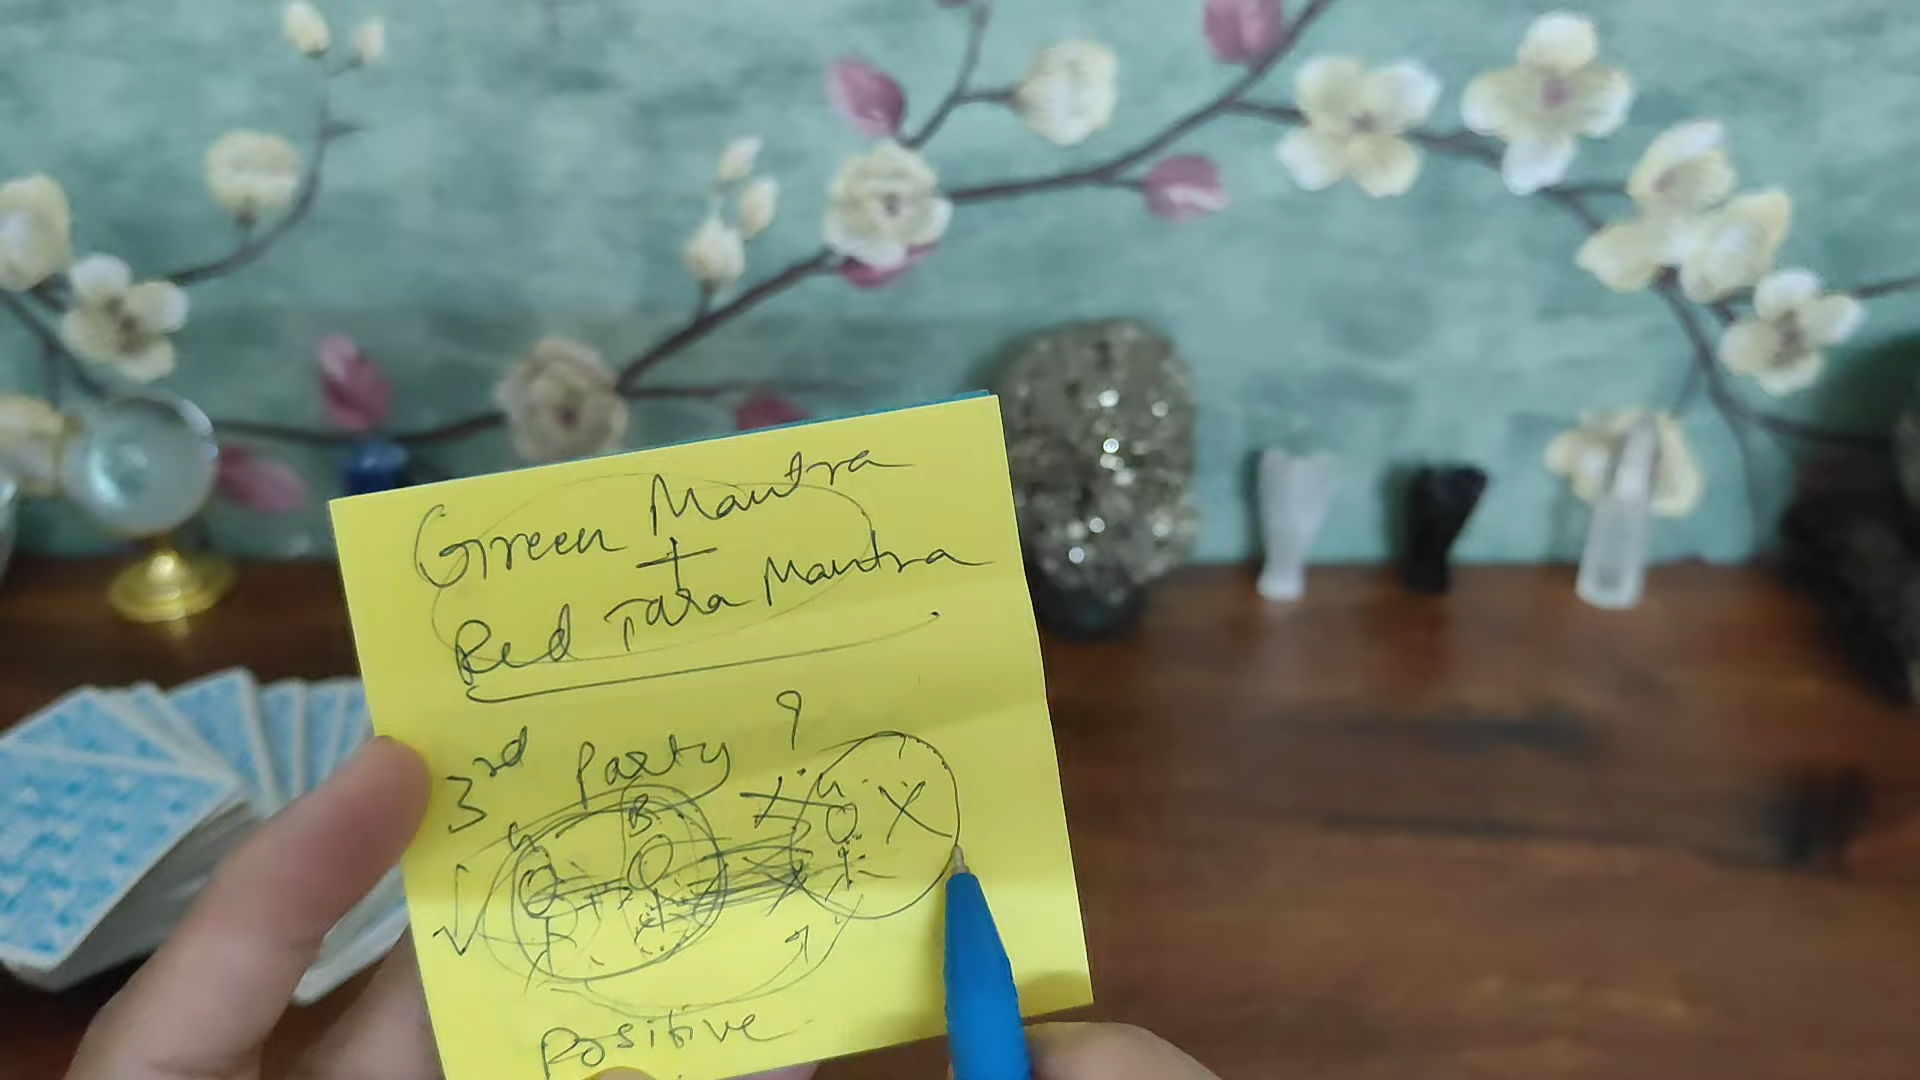 Green Mantra
+
Red Tara Mantra
3rd Party ?
B
X
X
Positive